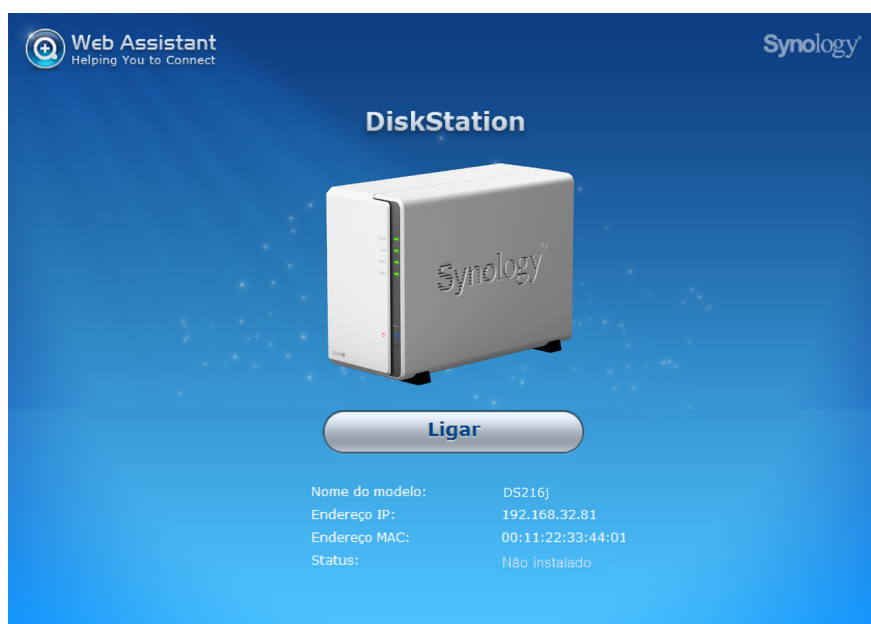 Web Assistant
Helping You to Connect
Synology
DiskStation
Synology
Ligar
Nome do modelo: DS216j
Endereço IP: 192.168.32.81
Endereço MAC: 00:11:22:33:44:01
Status: Não instalado